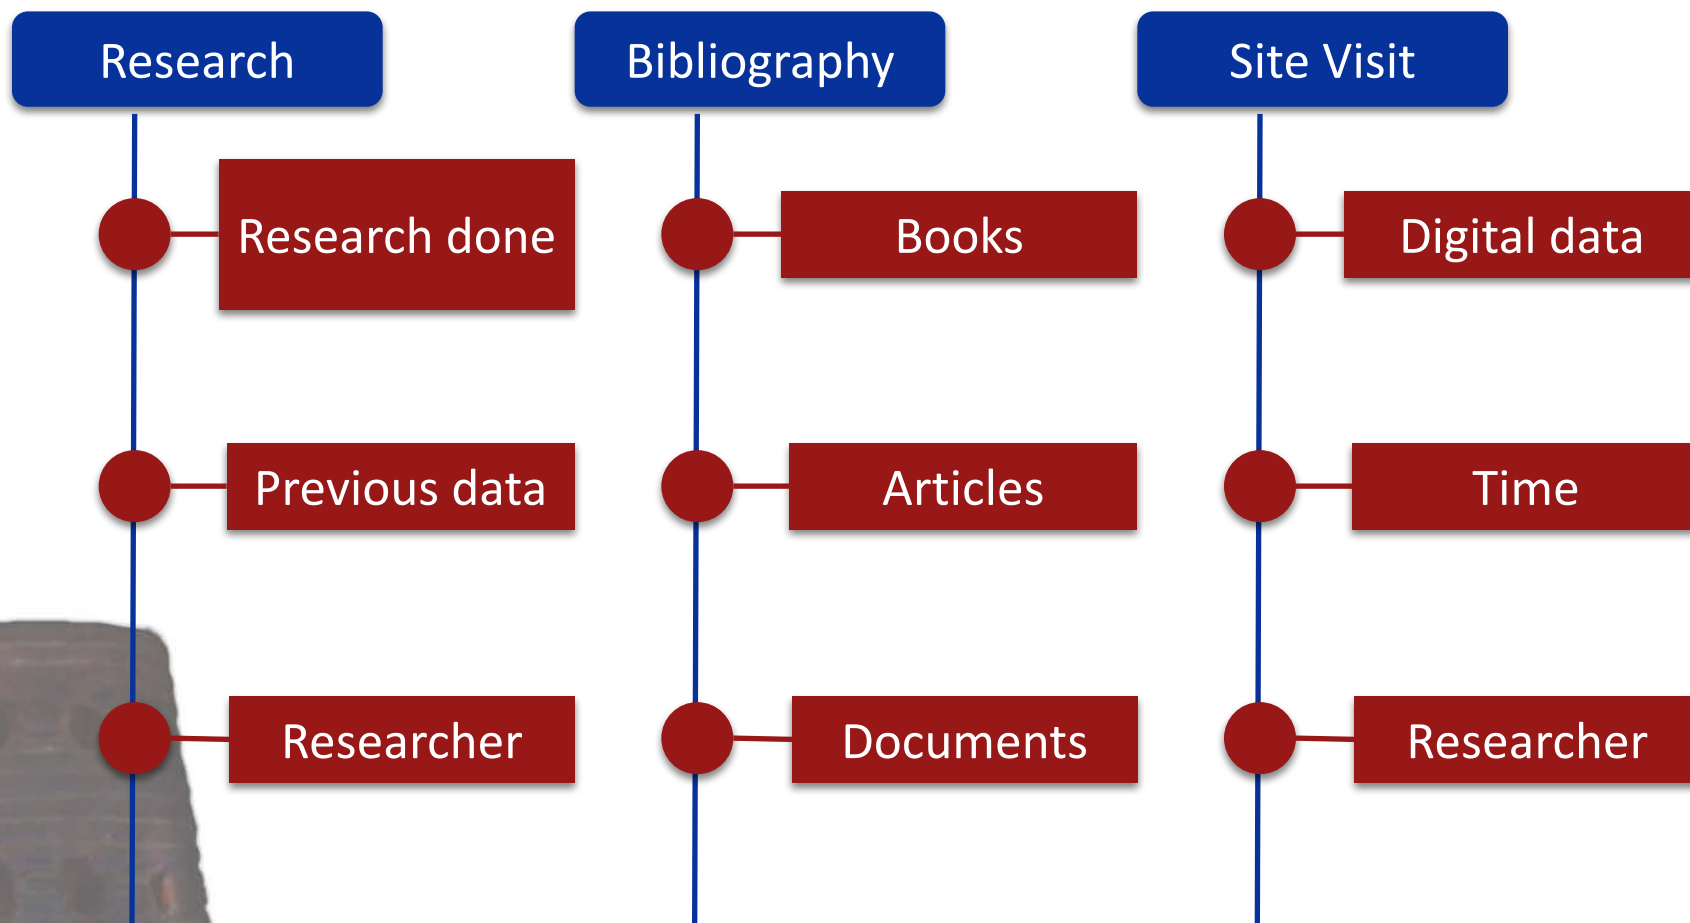 Research
Research done
Previous data
Researcher
Bibliography
Books
Articles
Documents
Site Visit
Digital data
Time
Researcher